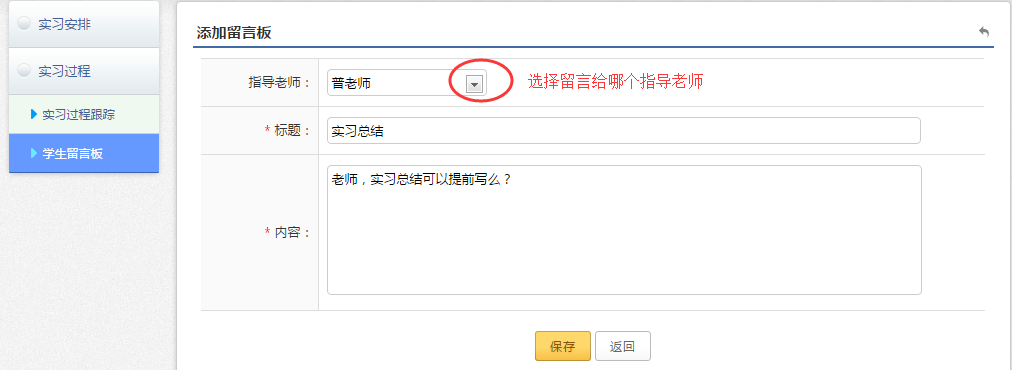 实习安排
实习过程
实习过程跟踪
学生留言板
添加留言板
指导老师： 普老师 选择留言给哪个指导老师
* 标题： 实习总结
* 内容： 老师，实习总结可以提前写么？
保存 返回